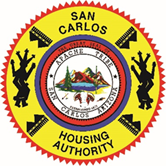 SAN
CARLOS
APACHE TRIBE
SAN CARLOS ARIZONA
HOUSING
AUTHORITY